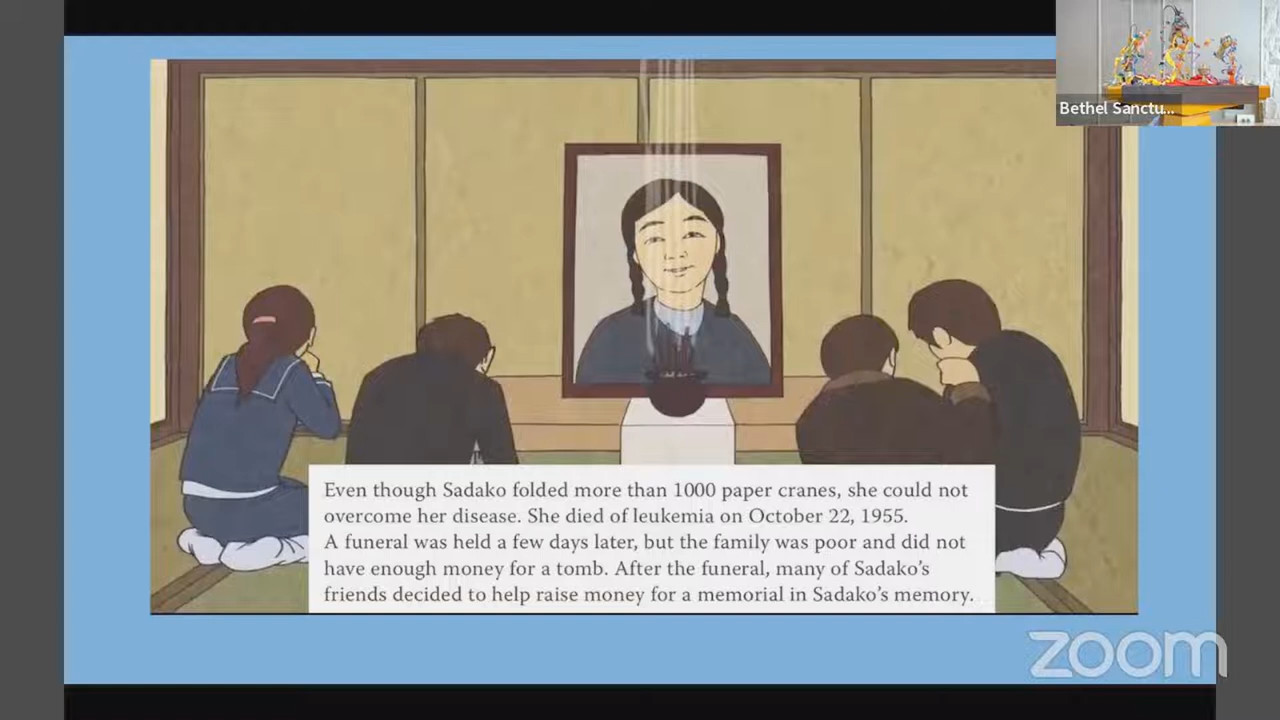 Bethel Sanctu...
Even though Sadako folded more than 1000 paper cranes, she could not
overcome her disease. She died of leukemia on October 22, 1955.
A funeral was held a few days later, but the family was poor and did not
have enough money for a tomb. After the funeral, many of Sadako’s
friends decided to help raise money for a memorial in Sadako’s memory.
zoom